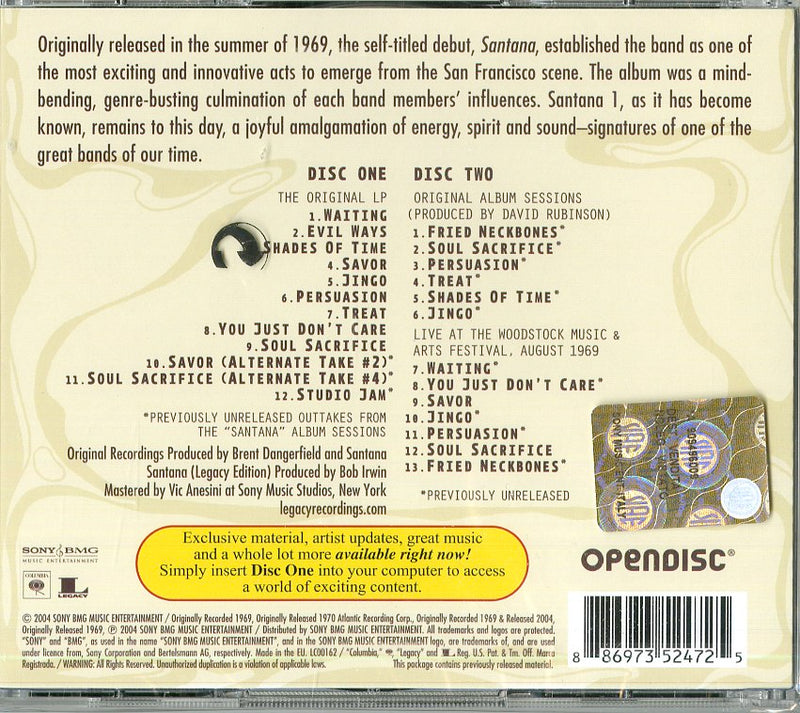 Originally released in the summer of 1969, the self-titled debut, Santana, established the band as one of
the most exciting and innovative acts to emerge from the San Francisco scene. The album was a mind-
bending, genre-busting culmination of each band members' influences. Santana 1, as it has become
known, remains to this day, a joyful amalgamation of energy, spirit and sound—signatures of one of the
great bands of our time.
DISC ONE
THE ORIGINAL LP
1. WAITING
2. EVIL WAYS
SHADES OF TIME
4. SAVOR
5. JINGO
6. PERSUASION
7. TREAT
8. YOU JUST DON'T CARE
9. SOUL SACRIFICE
10. SAVOR (ALTERNATE TAKE #2)*
11. SOUL SACRIFICE (ALTERNATE TAKE #4)*
12. STUDIO JAM*
*PREVIOUSLY UNRELEASED OUTTAKES FROM
THE "SANTANA" ALBUM SESSIONS
Original Recordings Produced by Brent Dangerfield and Santana
Santana (Legacy Edition) Produced by Bob Irwin
Mastered by Vic Anesini at Sony Music Studios, New York
legacyrecordings.com
DISC TWO
ORIGINAL ALBUM SESSIONS
(PRODUCED BY DAVID RUBINSON)
1. FRIED NECKBONES*
2. SOUL SACRIFICE*
3. PERSUASION*
4. TREAT*
5. SHADES OF TIME*
6. JINGO*
LIVE AT THE WOODSTOCK MUSIC &
ARTS FESTIVAL, AUGUST 1969
7. WAITING*
8. YOU JUST DON'T CARE*
9. SAVOR
10. JINGO*
11. PERSUASION*
12. SOUL SACRIFICE
13. FRIED NECKBONES*
*PREVIOUSLY UNRELEASED
SIAE
SONY BMG
MUSIC ENTERTAINMENT
COLUMBIA
LEGACY
Exclusive material, artist updates, great music
and a whole lot more available right now!
Simply insert Disc One into your computer to access
a world of exciting content.
OPENDISC®
© 2004 SONY BMG MUSIC ENTERTAINMENT / Originally Recorded 1969, Originally Released 1970 Atlantic Recording Corp., Originally Recorded 1969 & Released 2004,
Originally Released 1969, ℗ 2004 SONY BMG MUSIC ENTERTAINMENT / Distributed by SONY BMG MUSIC ENTERTAINMENT. All trademarks and logos are protected.
"SONY" and "BMG", as used in the name "SONY BMG MUSIC ENTERTAINMENT", and in the SONY BMG MUSIC ENTERTAINMENT logo, are trademarks of, and are used
under licence from, Sony Corporation and Bertelsmann AG, respectively. Made in the EU. LC00162 / "Columbia," "Legacy" and Reg. U.S. Pat. & Tm. Off. Marca
Registrada. / WARNING: All Rights Reserved. Unauthorized duplication is a violation of applicable laws. This package contains previously released material.
8 86973 52472 5